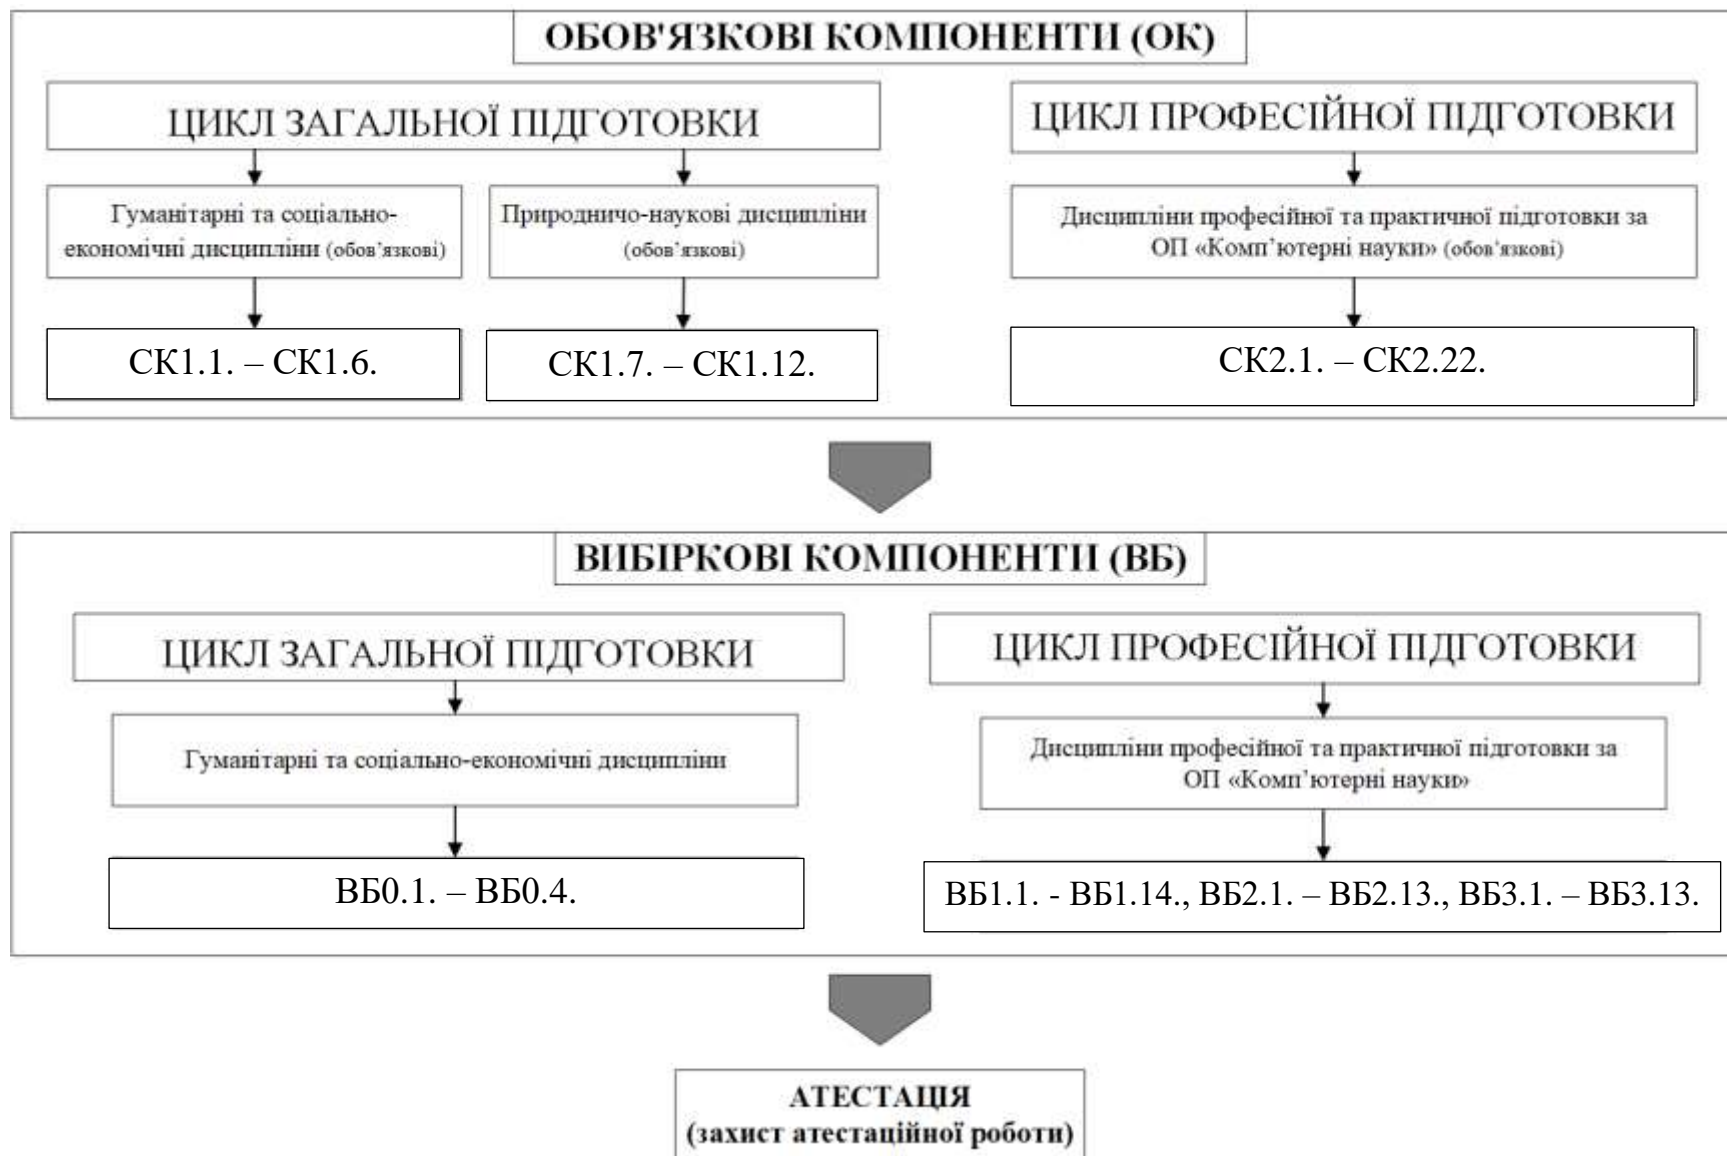 ОБОВ'ЯЗКОВІ КОМПОНЕНТИ (ОК)
ЦИКЛ ЗАГАЛЬНОЇ ПІДГОТОВКИ
Гуманітарні та соціально-
економічні дисципліни (обов’язкові)
СК1.1. – СК1.6.
Природничо-наукові дисципліни
(обов’язкові)
СК1.7. – СК1.12.
ЦИКЛ ПРОФЕСІЙНОЇ ПІДГОТОВКИ
Дисципліни професійної та практичної підготовки за
ОП «Комп’ютерні науки» (обов’язкові)
СК2.1. – СК2.22.
ВИБІРКОВІ КОМПОНЕНТИ (ВБ)
ЦИКЛ ЗАГАЛЬНОЇ ПІДГОТОВКИ
Гуманітарні та соціально-економічні дисципліни
ВБ0.1. – ВБ0.4.
ЦИКЛ ПРОФЕСІЙНОЇ ПІДГОТОВКИ
Дисципліни професійної та практичної підготовки за
ОП «Комп’ютерні науки»
ВБ1.1. - ВБ1.14., ВБ2.1. – ВБ2.13., ВБ3.1. – ВБ3.13.
АТЕСТАЦІЯ
(захист атестаційної роботи)